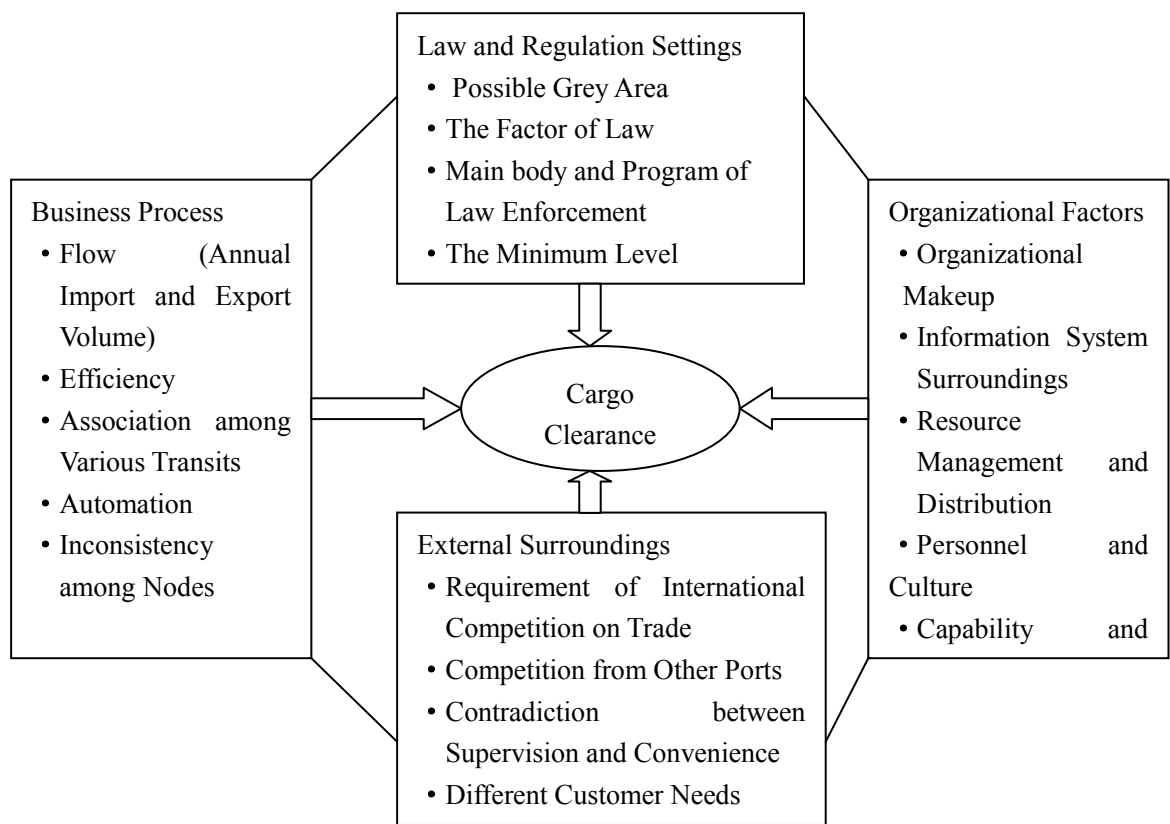 Law and Regulation Settings
• Possible Grey Area
• The Factor of Law
• Main body and Program of
Law Enforcement
• The Minimum Level
Business Process
• Flow (Annual
Import and Export
Volume)
• Efficiency
• Association among
Various Transits
• Automation
• Inconsistency
among Nodes
Cargo
Clearance
Organizational Factors
• Organizational
Makeup
• Information System
Surroundings
• Resource
Management and
Distribution
• Personnel and
Culture
• Capability and
External Surroundings
• Requirement of International
Competition on Trade
• Competition from Other Ports
• Contradiction between
Supervision and Convenience
• Different Customer Needs